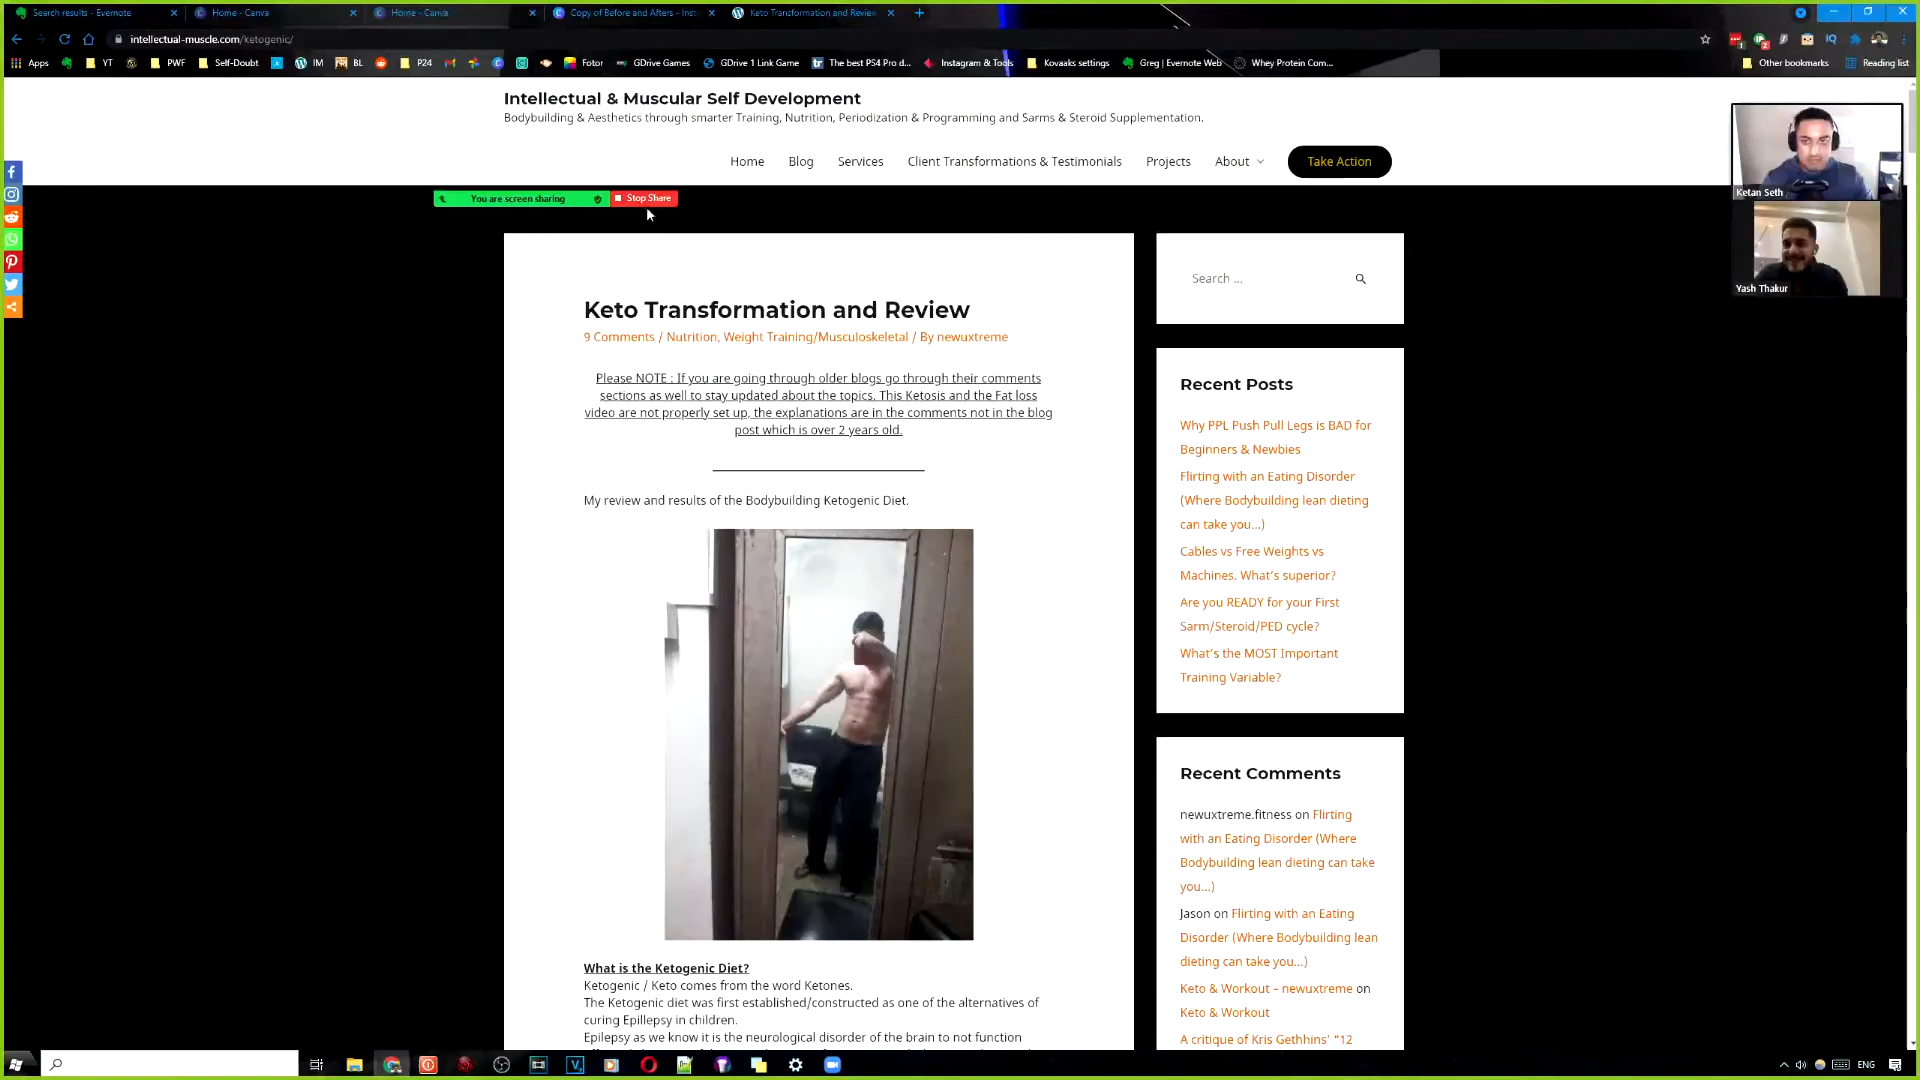 Search results - Evernote
Home - Canva
Home - Canva
Copy of Before and Afters - Inst
Keto Transformation and Review
intellectual-muscle.com/ketogenic/
Apps
YT
PWF
Self-Doubt
IM
BL
P24
Fotor
GDrive Games
GDrive 1 Link Game
The best PS4 Pro d...
Instagram & Tools
Kovaaks settings
Greg | Evernote Web
Whey Protein Com...
Other bookmarks
Reading list
Intellectual & Muscular Self Development
Bodybuilding & Aesthetics through smarter Training, Nutrition, Periodization & Programming and Sarms & Steroid Supplementation.
Home
Blog
Services
Client Transformations & Testimonials
Projects
About
Take Action
You are screen sharing
Stop Share
Ketan Seth
Yash Thakur
Keto Transformation and Review
9 Comments / Nutrition, Weight Training/Musculoskeletal / By newuxtreme
Please NOTE : If you are going through older blogs go through their comments
sections as well to stay updated about the topics. This Ketosis and the Fat loss
video are not properly set up, the explanations are in the comments not in the blog
post which is over 2 years old.
My review and results of the Bodybuilding Ketogenic Diet.
What is the Ketogenic Diet?
Ketogenic / Keto comes from the word Ketones.
The Ketogenic diet was first established/constructed as one of the alternatives of
curing Epillepsy in children.
Epilepsy as we know it is the neurological disorder of the brain to not function
Search ...
Recent Posts
Why PPL Push Pull Legs is BAD for
Beginners & Newbies
Flirting with an Eating Disorder
(Where Bodybuilding lean dieting
can take you...)
Cables vs Free Weights vs
Machines. What's superior?
Are you READY for your First
Sarm/Steroid/PED cycle?
What's the MOST Important
Training Variable?
Recent Comments
newuxtreme.fitness on Flirting
with an Eating Disorder (Where
Bodybuilding lean dieting can take
you...)
Jason on Flirting with an Eating
Disorder (Where Bodybuilding lean
dieting can take you...)
Keto & Workout – newuxtreme on
Keto & Workout
A critique of Kris Gethhins' "12
ENG